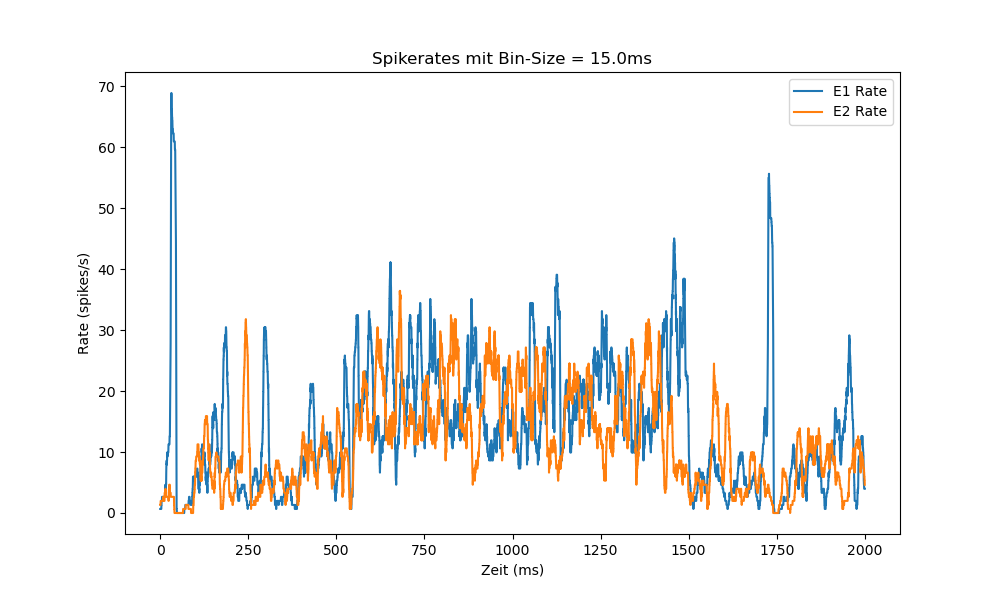 Spikerates mit Bin-Size = 15.0ms
E1 Rate
E2 Rate
Rate (spikes/s)
70
60
50
40
30
20
10
0
0 250 500 750 1000 1250 1500 1750 2000
Zeit (ms)